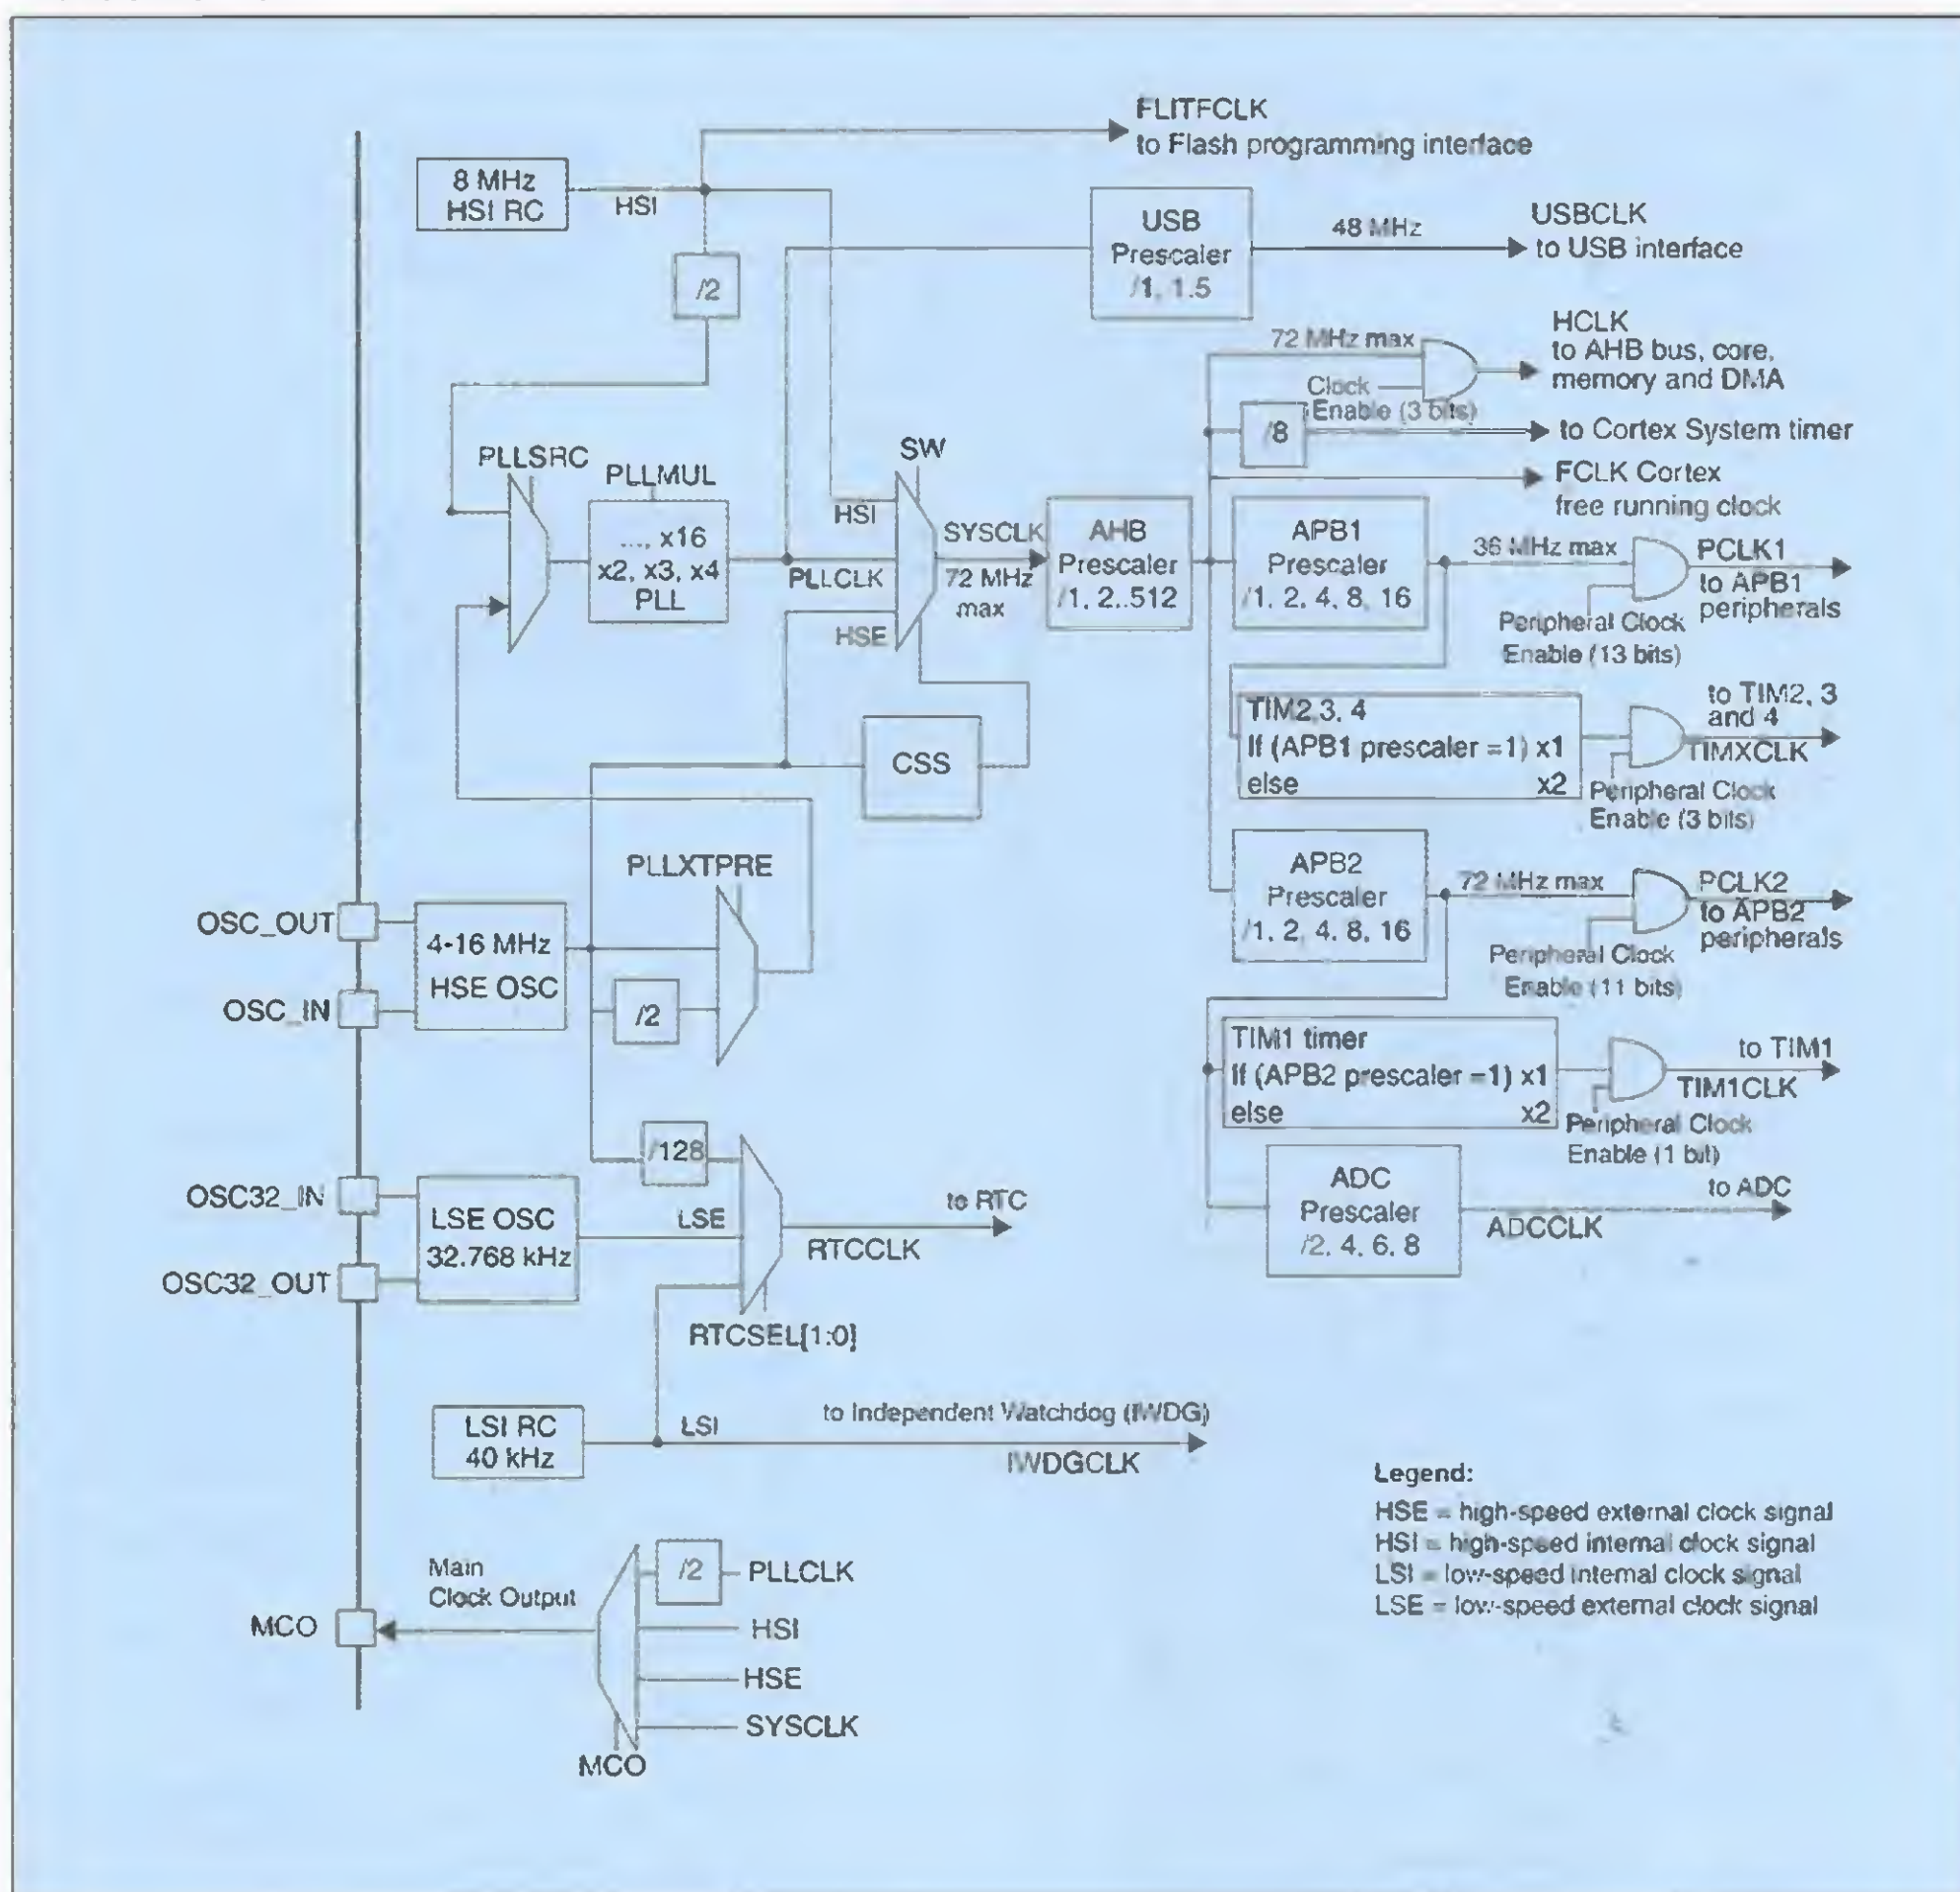 FLITFCLK
to Flash programming interface
8 MHz
HSI RC
HSI
/2
USB
Prescaler
/1, 1.5
48 MHz
USBCLK
to USB interface
72 MHz max
HCLK
to AHB bus, core,
memory and DMA
Clock
Enable (3 bits)
/8
to Cortex System timer
FCLK Cortex
free running clock
PLLSRC
PLLMUL
..., x16
x2, x3, x4
PLL
SW
HSI
PLLCLK
HSE
SYSCLK
72 MHz
max
AHB
Prescaler
/1, 2..512
APB1
Prescaler
/1, 2, 4, 8, 16
36 MHz max
PCLK1
to APB1
peripherals
Peripheral Clock
Enable (13 bits)
CSS
TIM2,3, 4
If (APB1 prescaler =1) x1
else x2
to TIM2, 3
and 4
TIMXCLK
Peripheral Clock
Enable (3 bits)
PLLXTPRE
OSC_OUT
OSC_IN
4-16 MHz
HSE OSC
/2
APB2
Prescaler
/1, 2, 4, 8, 16
72 MHz max
PCLK2
to APB2
peripherals
Peripheral Clock
Enable (11 bits)
TIM1 timer
If (APB2 prescaler =1) x1
else x2
to TIM1
TIM1CLK
Peripheral Clock
Enable (1 bit)
/128
OSC32_IN
OSC32_OUT
LSE OSC
32.768 kHz
LSE
to RTC
RTCCLK
RTCSEL[1:0]
ADC
Prescaler
/2, 4, 6, 8
to ADC
ADCCLK
LSI RC
40 kHz
LSI
to Independent Watchdog (IWDG)
IWDGCLK
Legend:
HSE = high-speed external clock signal
HSI = high-speed internal clock signal
LSI = low-speed internal clock signal
LSE = low-speed external clock signal
Main
Clock Output
MCO
/2
PLLCLK
HSI
HSE
SYSCLK
MCO